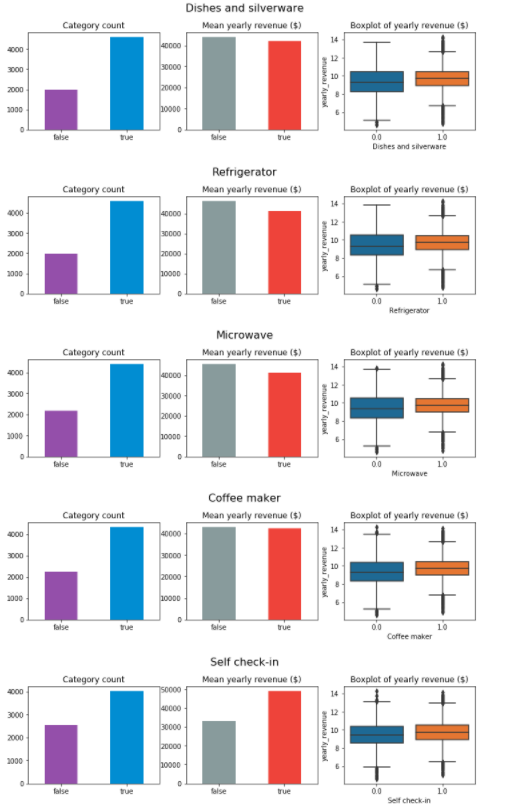 Dishes and silverware
Category count
Mean yearly revenue ($)
Boxplot of yearly revenue ($)
4000
3000
2000
1000
0
false
true
40000
30000
20000
10000
0
false
true
yearly_revenue
14
12
10
8
6
0.0
1.0
Dishes and silverware
Refrigerator
Category count
Mean yearly revenue ($)
Boxplot of yearly revenue ($)
4000
3000
2000
1000
0
false
true
40000
30000
20000
10000
0
false
true
yearly_revenue
14
12
10
8
6
0.0
1.0
Refrigerator
Microwave
Category count
Mean yearly revenue ($)
Boxplot of yearly revenue ($)
4000
3000
2000
1000
0
false
true
40000
30000
20000
10000
0
false
true
yearly_revenue
14
12
10
8
6
0.0
1.0
Microwave
Coffee maker
Category count
Mean yearly revenue ($)
Boxplot of yearly revenue ($)
4000
3000
2000
1000
0
false
true
40000
30000
20000
10000
0
false
true
yearly_revenue
14
12
10
8
6
0.0
1.0
Coffee maker
Self check-in
Category count
Mean yearly revenue ($)
Boxplot of yearly revenue ($)
4000
3000
2000
1000
0
false
true
50000
40000
30000
20000
10000
0
false
true
yearly_revenue
14
12
10
8
6
0.0
1.0
Self check-in